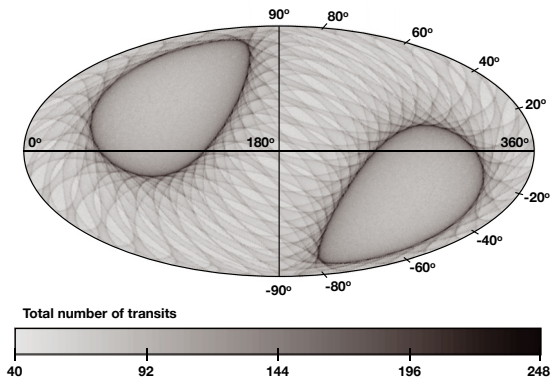 90º
80º
60º
40º
20º
0º
180º
360º
-20º
-40º
-60º
-80º
-90º
Total number of transits
40 92 144 196 248